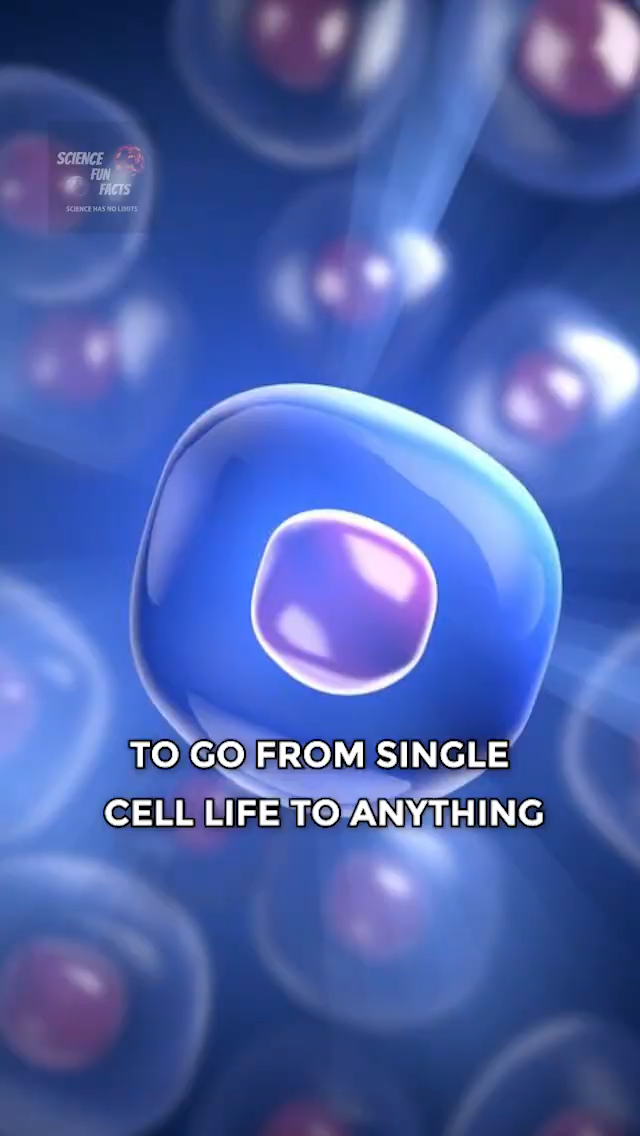 SCIENCE
FUN
FACTS
SCIENCE HAS NO LIMITS
TO GO FROM SINGLE
CELL LIFE TO ANYTHING